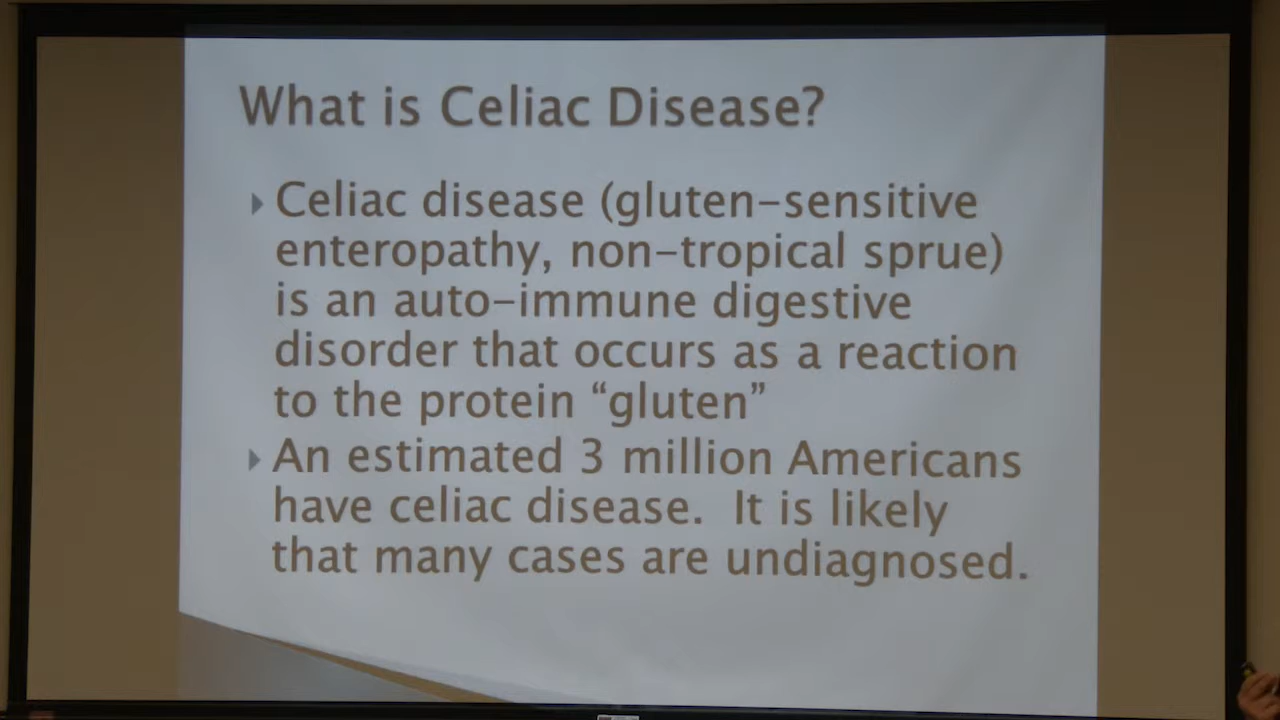 What is Celiac Disease?
Celiac disease (gluten-sensitive
enteropathy, non-tropical sprue)
is an auto-immune digestive
disorder that occurs as a reaction
to the protein “gluten”
An estimated 3 million Americans
have celiac disease.  It is likely
that many cases are undiagnosed.